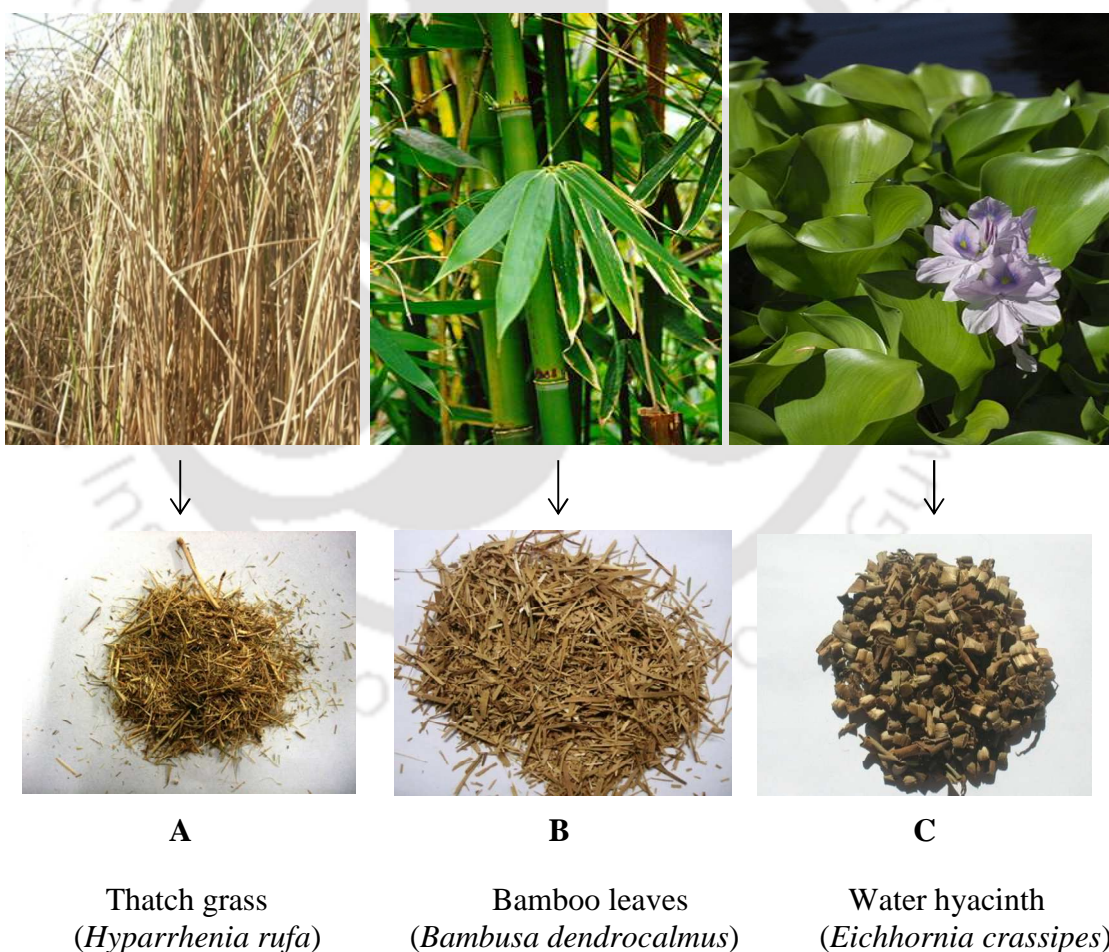 A B C
Thatch grass Bamboo leaves Water hyacinth
(Hyparrhenia rufa) (Bambusa dendrocalmus) (Eichhornia crassipes)